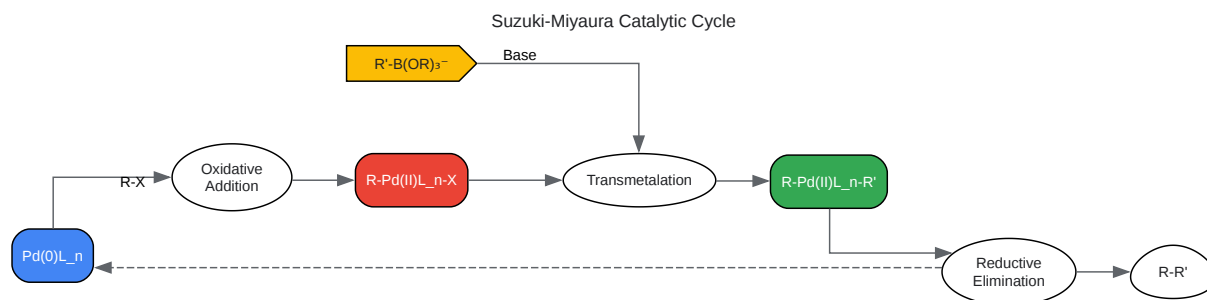 Suzuki-Miyaura Catalytic Cycle
R'-B(OR)₃⁻
Base
R-X
Oxidative
Addition
R-Pd(II)L_n-X
Transmetalation
R-Pd(II)L_n-R'
Pd(0)L_n
Reductive
Elimination
R-R'